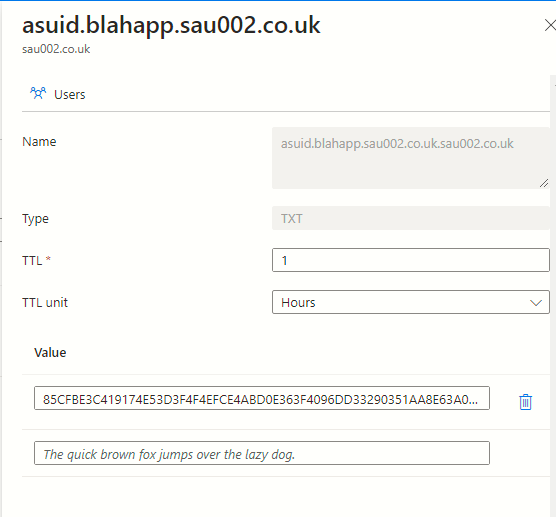 asuid.blahapp.sau002.co.uk
sau002.co.uk
Users
Name
asuid.blahapp.sau002.co.uk.sau002.co.uk
Type
TXT
TTL *
1
TTL unit
Hours
Value
85CFBE3C419174E53D3F4F4EFCE4ABD0E363F4096DD33290351AA8E63A0...
The quick brown fox jumps over the lazy dog.